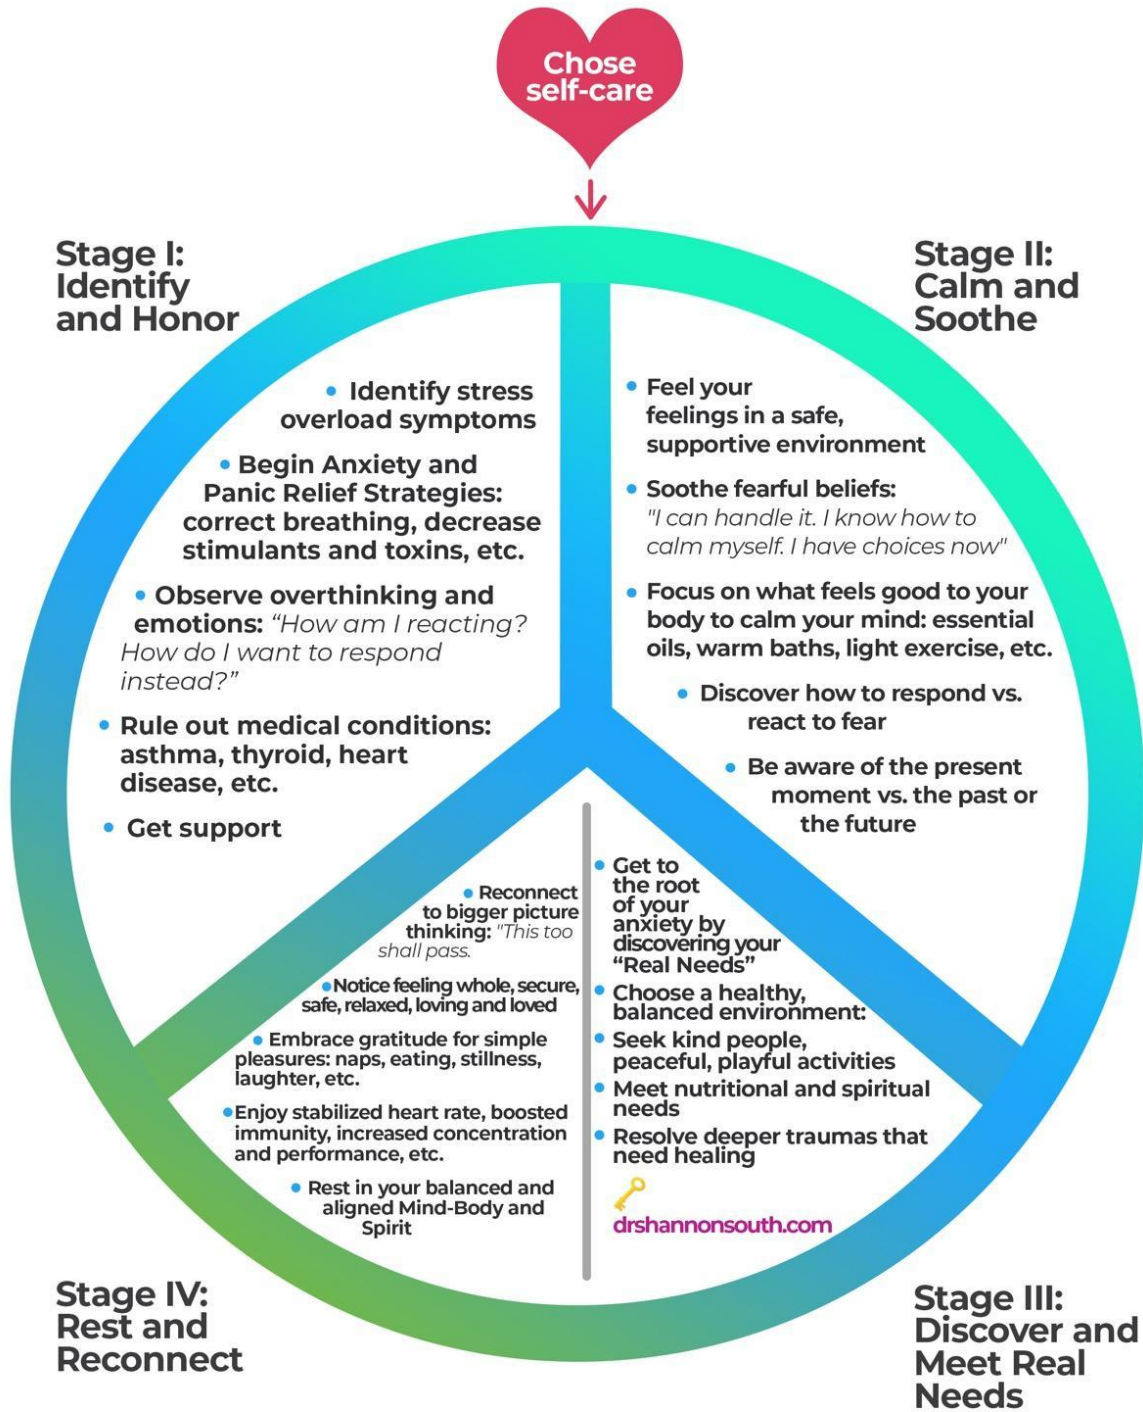 Chose
self-care
Stage I:
Identify
and Honor
• Identify stress
overload symptoms
• Begin Anxiety and
Panic Relief Strategies:
correct breathing, decrease
stimulants and toxins, etc.
• Observe overthinking and
emotions: “How am I reacting?
How do I want to respond
instead?”
• Rule out medical conditions:
asthma, thyroid, heart
disease, etc.
• Get support
Stage II:
Calm and
Soothe
• Feel your
feelings in a safe,
supportive environment
• Soothe fearful beliefs:
"I can handle it. I know how to
calm myself. I have choices now"
• Focus on what feels good to your
body to calm your mind: essential
oils, warm baths, light exercise, etc.
• Discover how to respond vs.
react to fear
• Be aware of the present
moment vs. the past or
the future
• Get to
the root
of your
anxiety by
discovering your
“Real Needs”
• Choose a healthy,
balanced environment:
• Seek kind people,
peaceful, playful activities
• Meet nutritional and spiritual
needs
• Resolve deeper traumas that
need healing
drshannonsouth.com
Stage III:
Discover and
Meet Real
Needs
• Reconnect
to bigger picture
thinking: "This too
shall pass.
• Notice feeling whole, secure,
safe, relaxed, loving and loved
• Embrace gratitude for simple
pleasures: naps, eating, stillness,
laughter, etc.
• Enjoy stabilized heart rate, boosted
immunity, increased concentration
and performance, etc.
• Rest in your balanced and
aligned Mind-Body and
Spirit
Stage IV:
Rest and
Reconnect